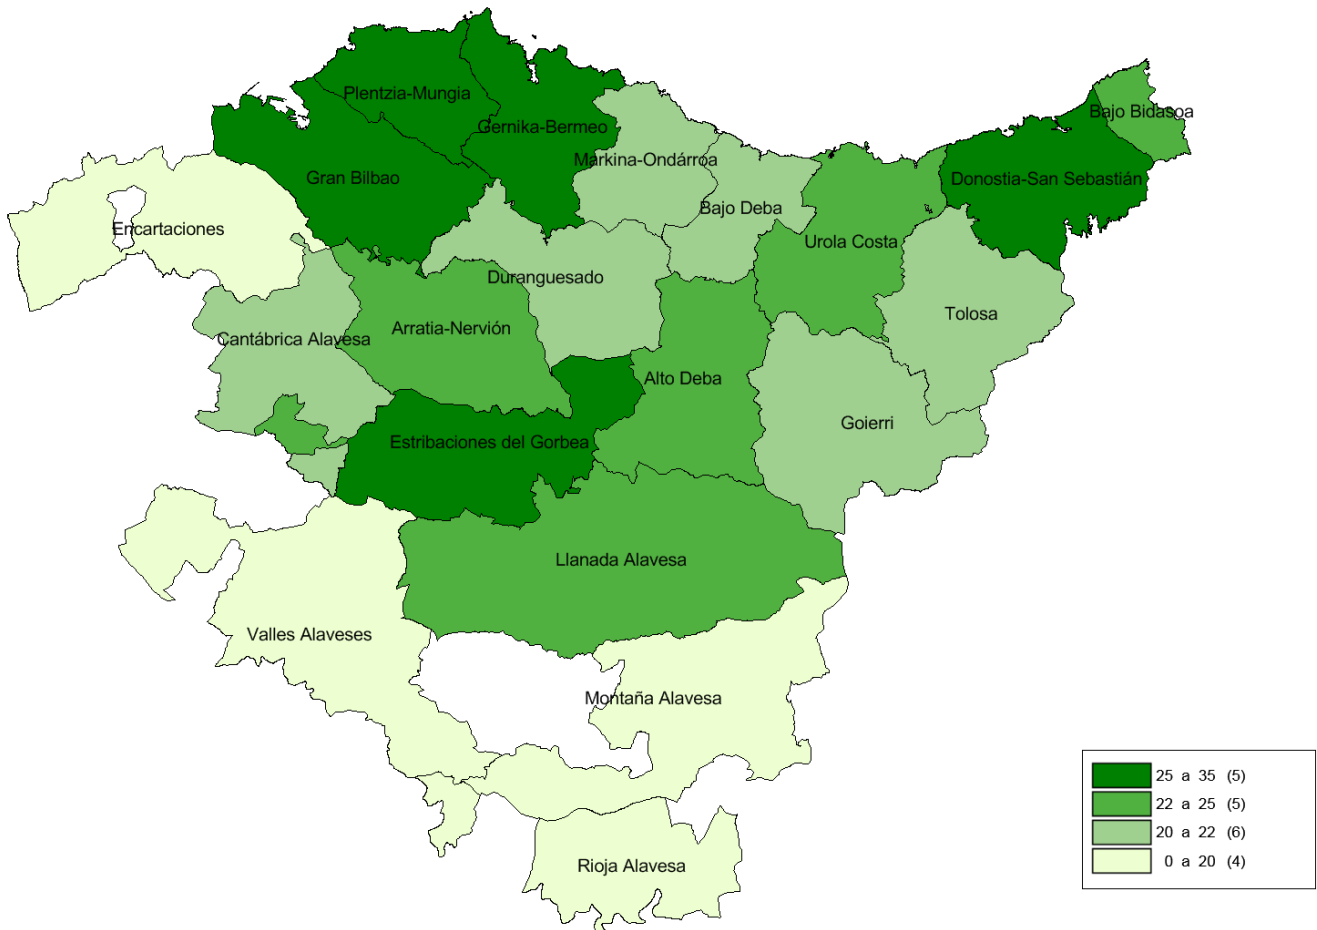 Plentzia-Mungia
Bajo Bidasoa
Gernika-Bermeo
Markina-Ondárroa
Gran Bilbao
Donostia-San Sebastián
Bajo Deba
Encartaciones
Urola Costa
Duranguesado
Tolosa
Arratia-Nervión
Cantábrica Alavesa
Alto Deba
Goierri
Estribaciones del Gorbea
Llanada Alavesa
Valles Alaveses
Montaña Alavesa
Rioja Alavesa
25 a 35 (5)
22 a 25 (5)
20 a 22 (6)
0 a 20 (4)